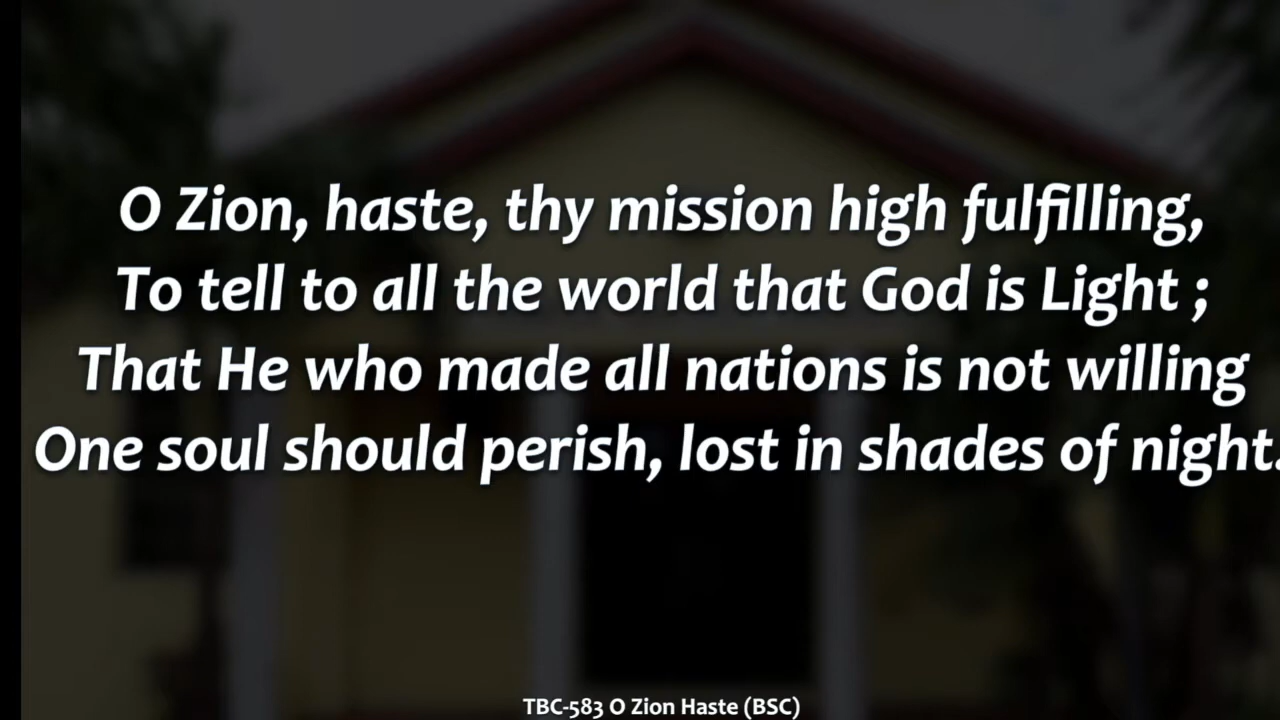 O Zion, haste, thy mission high fulfilling,
To tell to all the world that God is Light ;
That He who made all nations is not willing
One soul should perish, lost in shades of night.
TBC-583 O Zion Haste (BSC)